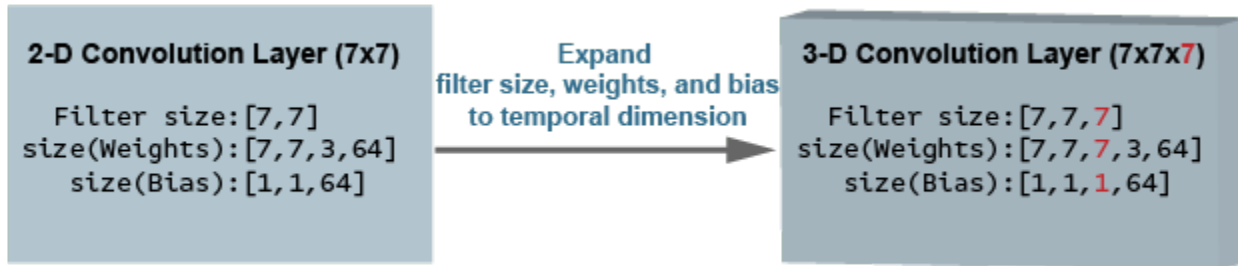 2-D Convolution Layer (7x7)
Filter size:[7,7]
size(Weights):[7,7,3,64]
size(Bias):[1,1,64]
Expand
filter size, weights, and bias
to temporal dimension
3-D Convolution Layer (7x7x7)
Filter size:[7,7,7]
size(Weights):[7,7,7,3,64]
size(Bias):[1,1,1,64]